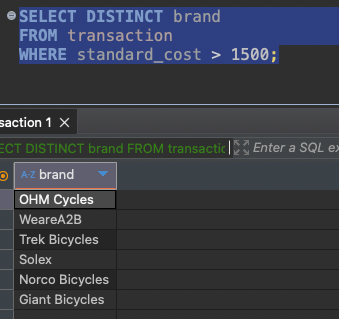 SELECT DISTINCT brand
FROM transaction
WHERE standard_cost > 1500;
saction 1 ×
ECT DISTINCT brand FROM transactic
Enter a SQL ex
A-Z brand
OHM Cycles
WeareA2B
Trek Bicycles
Solex
Norco Bicycles
Giant Bicycles